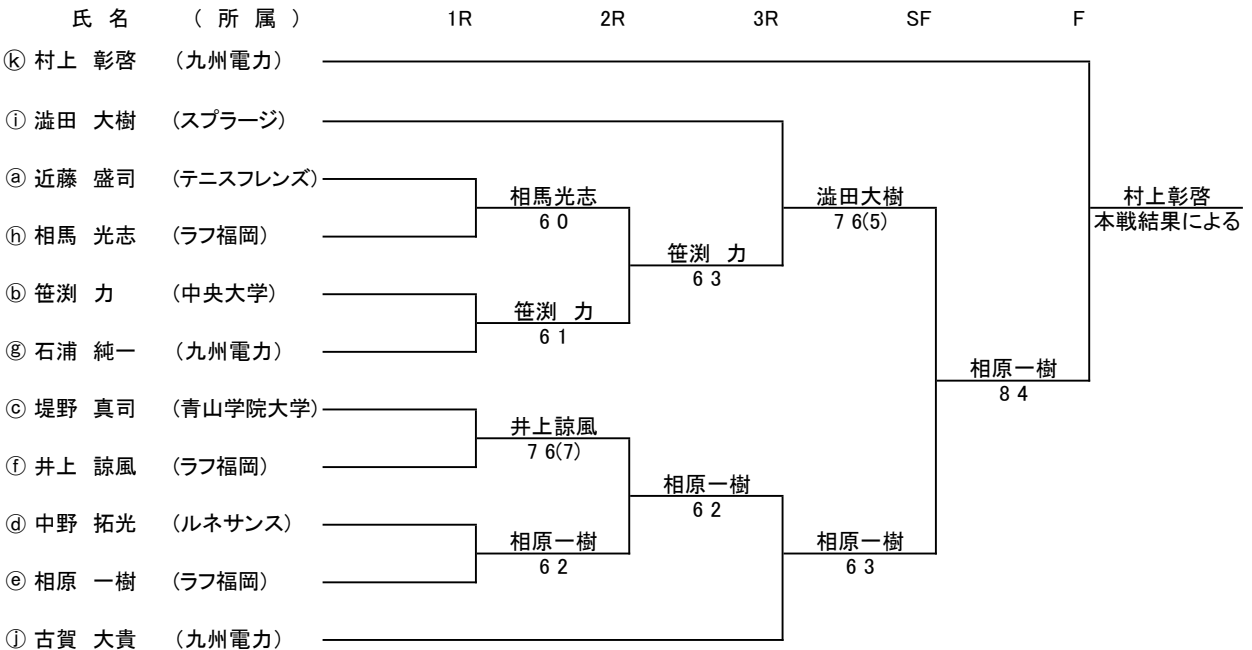 氏 名 ( 所 属 ) 1R 2R 3R SF F
ⓚ 村上 彰啓 (九州電力)
ⓘ 澁田 大樹 (スプラージ)
ⓐ 近藤 盛司 (テニスフレンズ)
相馬光志 澁田大樹 村上彰啓
6 0 7 6(5) 本戦結果による
ⓗ 相馬 光志 (ラフ福岡)
笹渕 力
6 3
ⓑ 笹渕 力 (中央大学)
笹渕 力
6 1
ⓖ 石浦 純一 (九州電力)
相原一樹
8 4
ⓒ 堤野 真司 (青山学院大学)
井上諒風
7 6(7)
ⓕ 井上 諒風 (ラフ福岡)
相原一樹
6 2
ⓓ 中野 拓光 (ルネサンス)
相原一樹 相原一樹
6 2 6 3
ⓔ 相原 一樹 (ラフ福岡)
ⓙ 古賀 大貴 (九州電力)